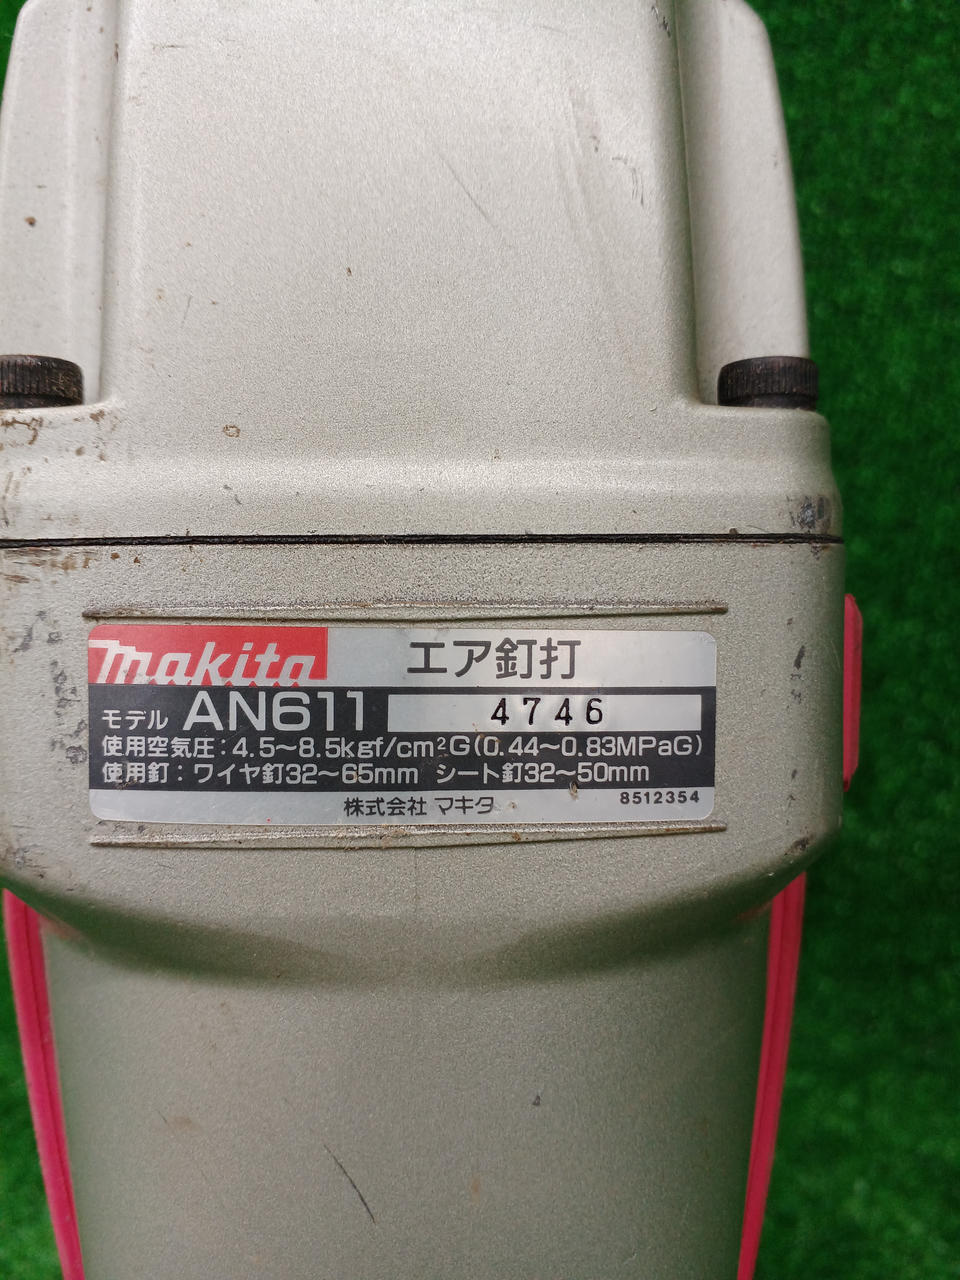 makita エア釘打
モデル AN611 4746
使用空気圧：4.5～8.5kgf/cm²G(0.44～0.83MPaG)
使用釘：ワイヤ釘32～65mm シート釘32～50mm
株式会社 マキタ 8512354